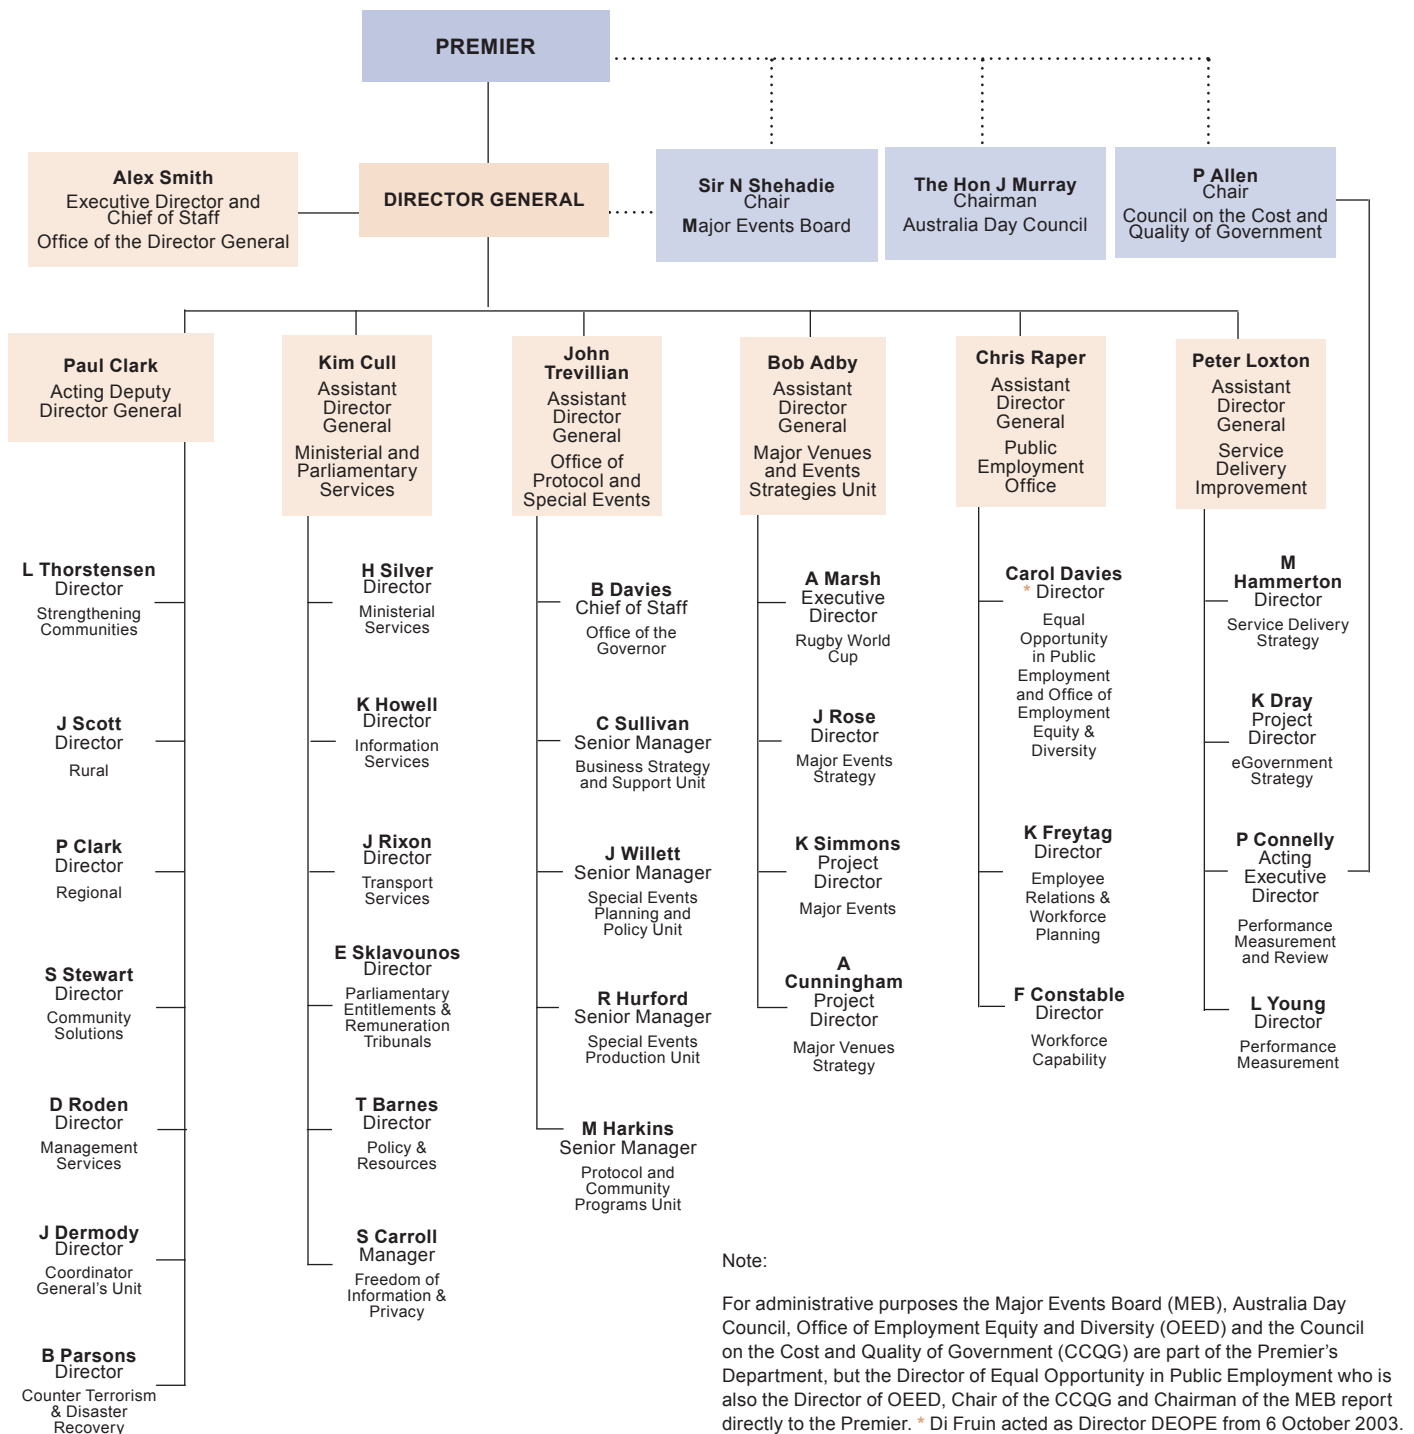 PREMIER
Alex Smith
Executive Director and
Chief of Staff
Office of the Director General
DIRECTOR GENERAL
Sir N Shehadie
Chair
Major Events Board
The Hon J Murray
Chairman
Australia Day Council
P Allen
Chair
Council on the Cost and
Quality of Government
Paul Clark
Acting Deputy
Director General
L Thorstensen
Director
Strengthening
Communities
J Scott
Director
Rural
P Clark
Director
Regional
S Stewart
Director
Community
Solutions
D Roden
Director
Management
Services
J Dermody
Director
Coordinator
General's Unit
B Parsons
Director
Counter Terrorism
& Disaster
Recovery
Kim Cull
Assistant
Director
General
Ministerial and
Parliamentary
Services
H Silver
Director
Ministerial
Services
K Howell
Director
Information
Services
J Rixon
Director
Transport
Services
E Sklavounos
Director
Parliamentary
Entitlements &
Remuneration
Tribunals
T Barnes
Director
Policy &
Resources
S Carroll
Manager
Freedom of
Information &
Privacy
John
Trevillian
Assistant
Director
General
Office of
Protocol and
Special Events
B Davies
Chief of Staff
Office of the
Governor
C Sullivan
Senior Manager
Business Strategy
and Support Unit
J Willett
Senior Manager
Special Events
Planning and
Policy Unit
R Hurford
Senior Manager
Special Events
Production Unit
M Harkins
Senior Manager
Protocol and
Community
Programs Unit
Bob Adby
Assistant
Director
General
Major Venues
and Events
Strategies Unit
A Marsh
Executive
Director
Rugby World
Cup
J Rose
Director
Major Events
Strategy
K Simmons
Project
Director
Major Events
A
Cunningham
Project
Director
Major Venues
Strategy
Chris Raper
Assistant
Director
General
Public
Employment
Office
Carol Davies
* Director
Equal
Opportunity
in Public
Employment
and Office of
Employment
Equity &
Diversity
K Freytag
Director
Employee
Relations &
Workforce
Planning
F Constable
Director
Workforce
Capability
Peter Loxton
Assistant
Director
General
Service
Delivery
Improvement
M
Hammerton
Director
Service Delivery
Strategy
K Dray
Project
Director
eGovernment
Strategy
P Connelly
Acting
Executive
Director
Performance
Measurement
and Review
L Young
Director
Performance
Measurement
Note:
For administrative purposes the Major Events Board (MEB), Australia Day
Council, Office of Employment Equity and Diversity (OEED) and the Council
on the Cost and Quality of Government (CCQG) are part of the Premier's
Department, but the Director of Equal Opportunity in Public Employment who is
also the Director of OEED, Chair of the CCQG and Chairman of the MEB report
directly to the Premier. * Di Fruin acted as Director DEOPE from 6 October 2003.